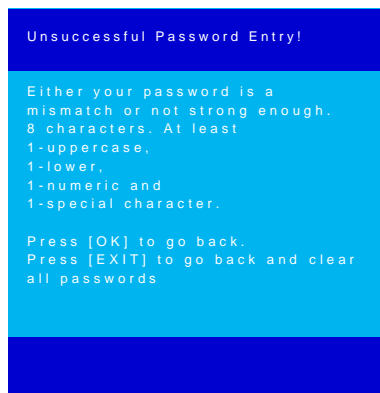 Unsuccessful Password Entry!
Either your password is a
mismatch or not strong enough.
8 characters. At least
1-uppercase,
1-lower,
1-numeric and
1-special character.
Press [OK] to go back.
Press [EXIT] to go back and clear
all passwords